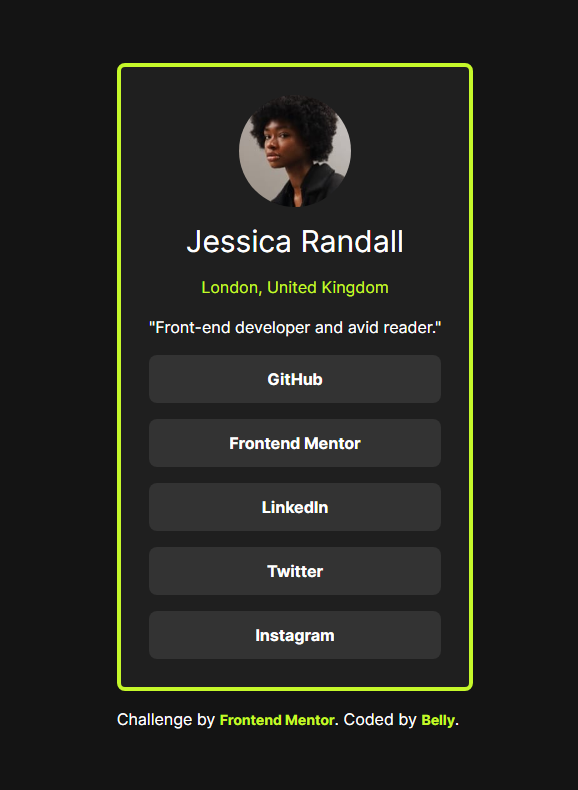 Jessica Randall
London, United Kingdom
"Front-end developer and avid reader."
GitHub
Frontend Mentor
LinkedIn
Twitter
Instagram
Challenge by Frontend Mentor. Coded by Belly.